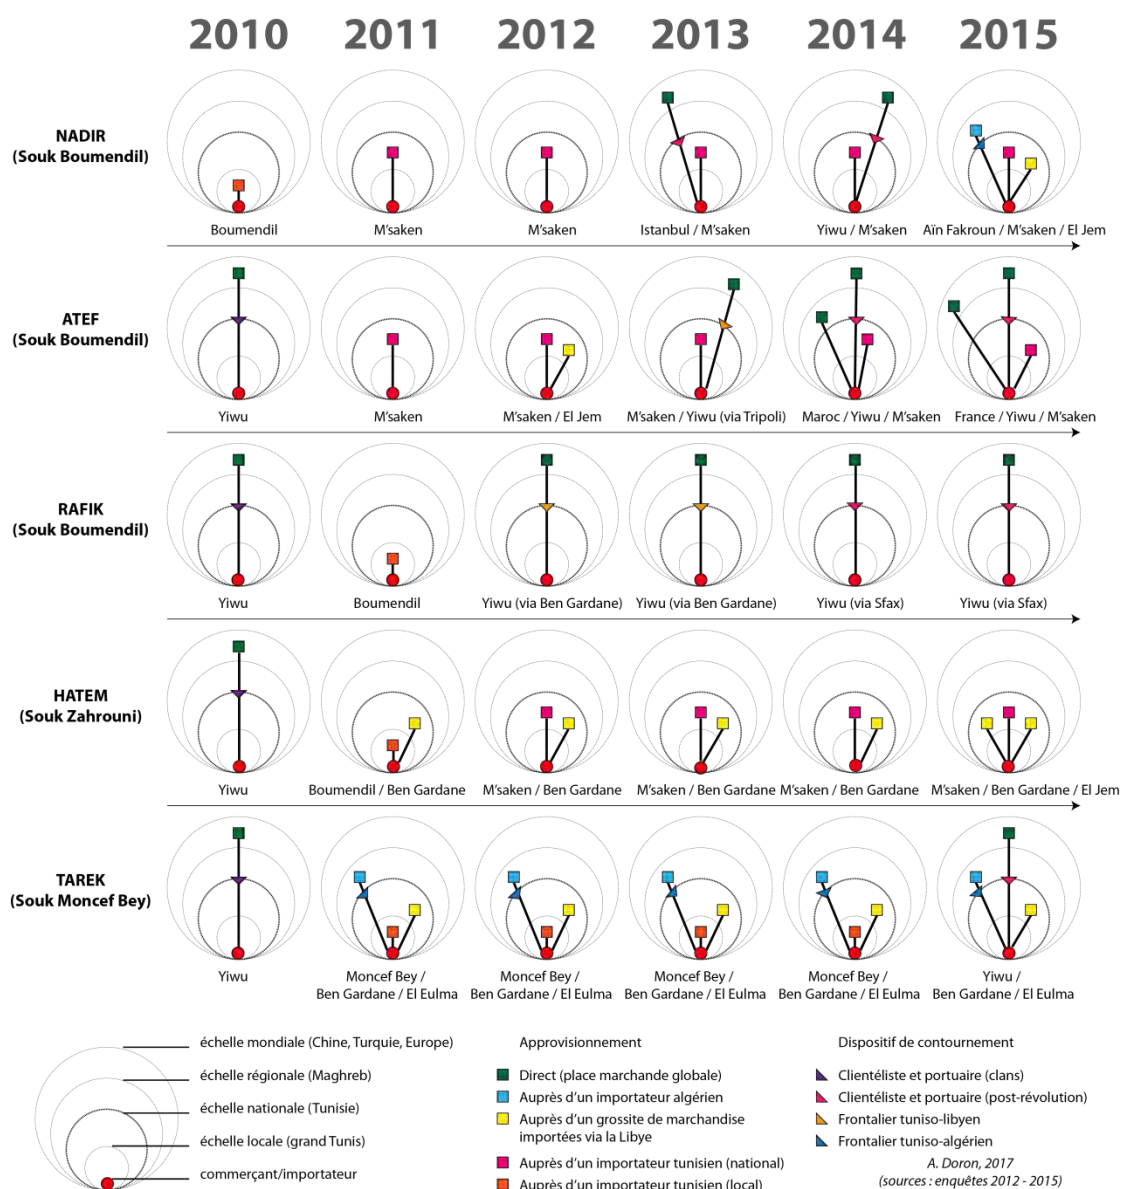 2010 2011 2012 2013 2014 2015
NADIR
(Souk Boumendil)
Boumendil
M'saken
M'saken
Istanbul / M'saken
Yiwu / M'saken
Aïn Fakroun / M'saken / El Jem
ATEF
(Souk Boumendil)
Yiwu
M'saken
M'saken / El Jem
M'saken / Yiwu (via Tripoli)
Maroc / Yiwu / M'saken
France / Yiwu / M'saken
RAFIK
(Souk Boumendil)
Yiwu
Boumendil
Yiwu (via Ben Gardane)
Yiwu (via Ben Gardane)
Yiwu (via Sfax)
Yiwu (via Sfax)
HATEM
(Souk Zahrouni)
Yiwu
Boumendil / Ben Gardane
M'saken / Ben Gardane
M'saken / Ben Gardane
M'saken / Ben Gardane
M'saken / Ben Gardane / El Jem
TAREK
(Souk Moncef Bey)
Yiwu
Moncef Bey /
Ben Gardane / El Eulma
Moncef Bey /
Ben Gardane / El Eulma
Moncef Bey /
Ben Gardane / El Eulma
Moncef Bey /
Ben Gardane / El Eulma
Yiwu /
Ben Gardane / El Eulma
échelle mondiale (Chine, Turquie, Europe)
échelle régionale (Maghreb)
échelle nationale (Tunisie)
échelle locale (grand Tunis)
commerçant/importateur
Approvisionnement
Direct (place marchande globale)
Auprès d'un importateur algérien
Auprès d'un grossite de marchandise
importées via la Libye
Auprès d'un importateur tunisien (national)
Auprès d'un importateur tunisien (local)
Dispositif de contournement
Clientéliste et portuaire (clans)
Clientéliste et portuaire (post-révolution)
Frontalier tuniso-libyen
Frontalier tuniso-algérien
A. Doron, 2017
(sources : enquêtes 2012 - 2015)